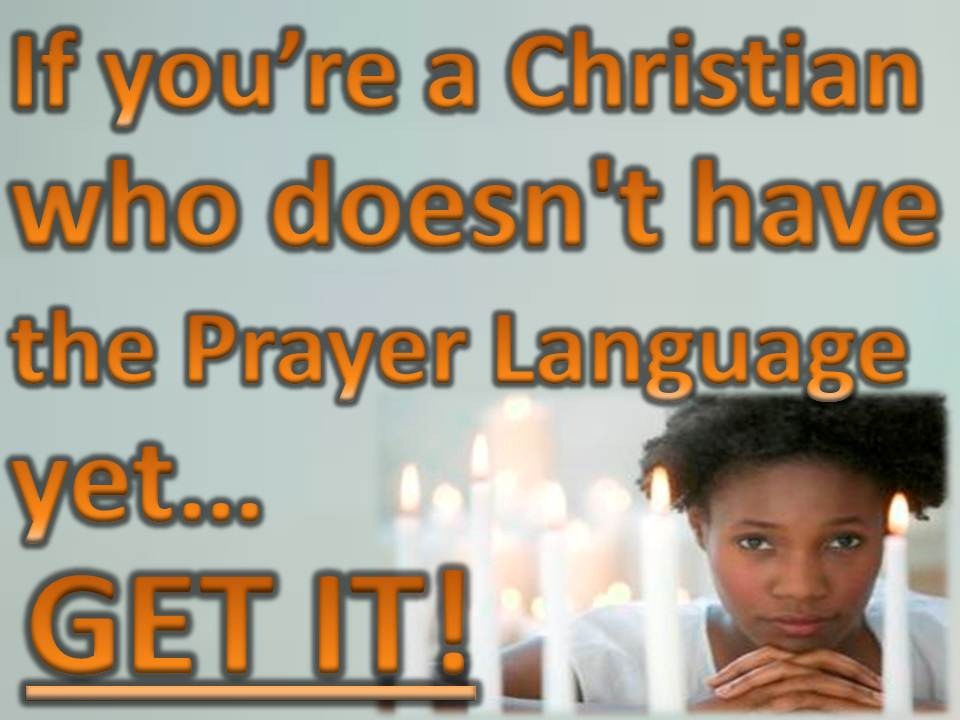 If you’re a Christian
who doesn't have
the Prayer Language
yet…
GET IT!